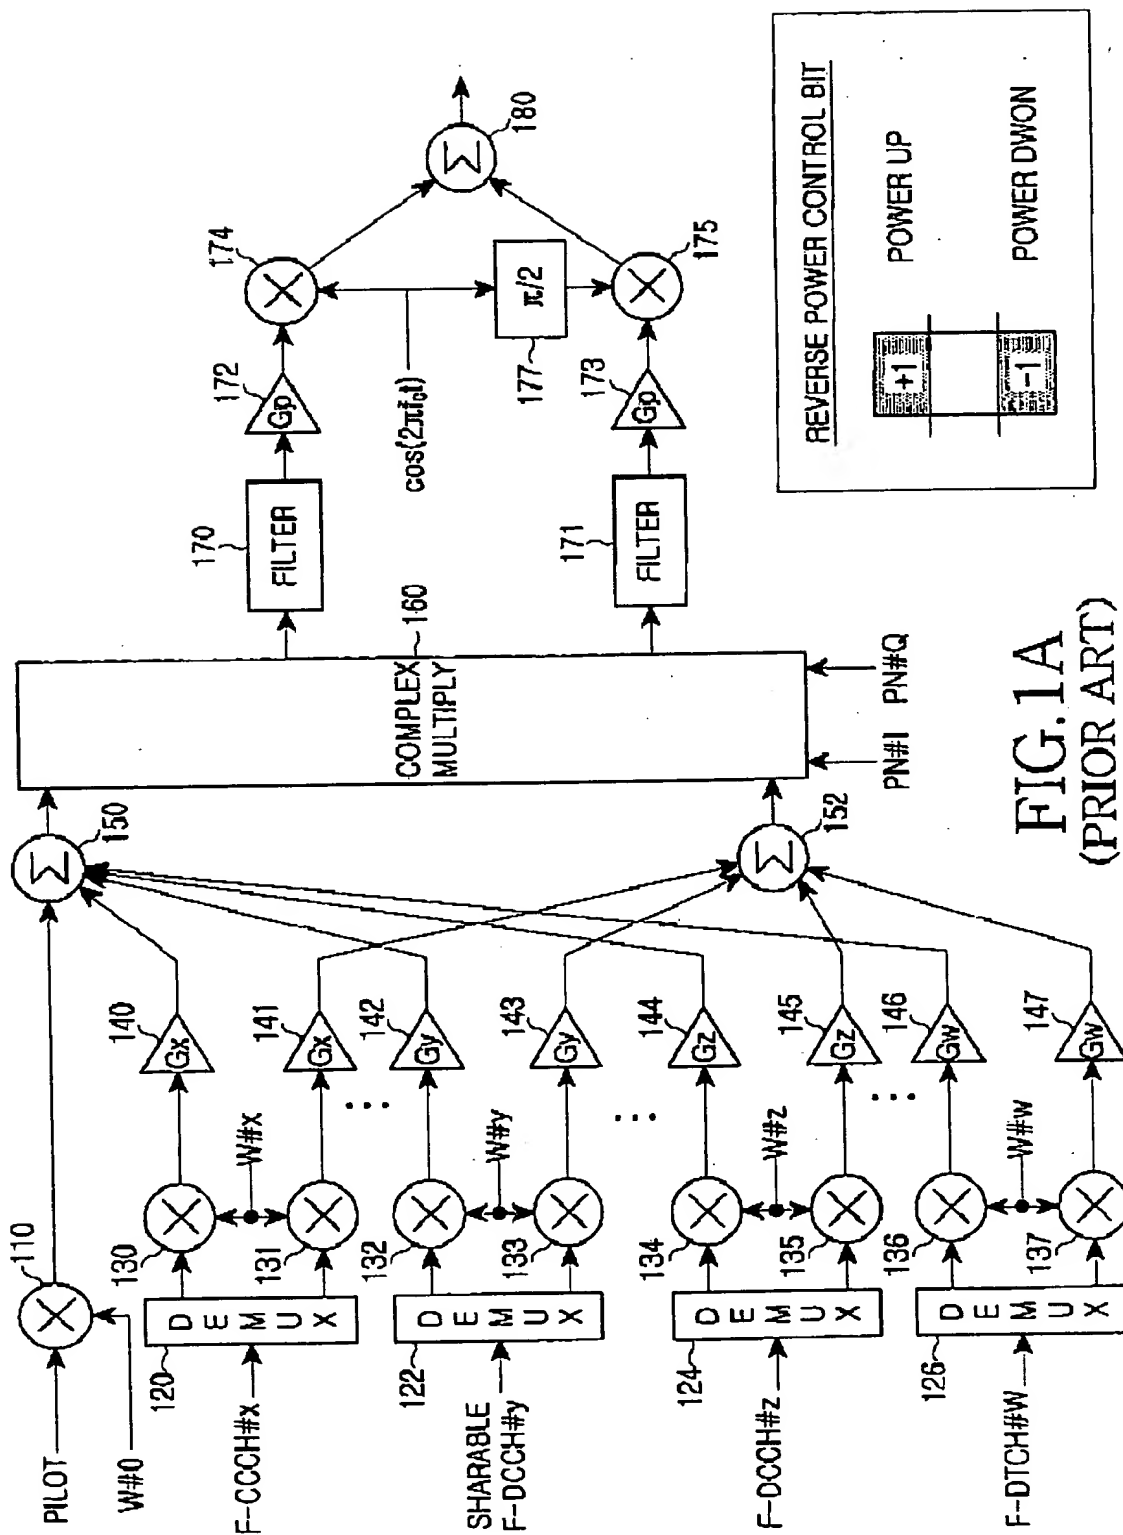 PILOT
W#0
110
F-CCCH#x
120
DEMUX
130
131
W#x
140
Gx
141
Gx
...
SHARABLE
F-DCCH#y
122
DEMUX
132
133
W#y
142
Gy
143
Gy
...
F-DCCH#z
124
DEMUX
134
135
W#z
144
Gz
145
Gz
...
F-DTCH#W
126
DEMUX
136
137
W#w
146
Gw
147
Gw
Σ
150
Σ
152
COMPLEX
MULTIPLY
160
PN#I
PN#Q
170
FILTER
171
FILTER
172
Gp
173
Gp
cos(2πf₀t)
174
π/2
177
175
Σ
180
REVERSE POWER CONTROL BIT
+1
POWER UP
-1
POWER DWON
FIG.1A
(PRIOR ART)